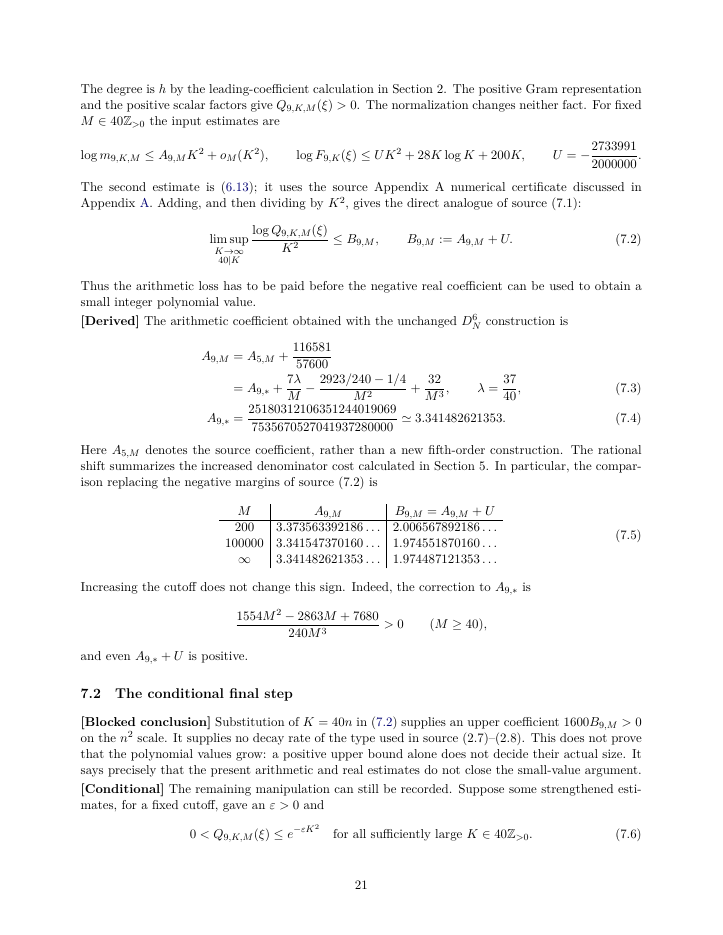 The degree is h by the leading-coefficient calculation in Section 2. The positive Gram representation
and the positive scalar factors give Q_{9,K,M}(ξ) > 0. The normalization changes neither fact. For fixed
M ∈ 40ℤ_{>0} the input estimates are
log m_{9,K,M} ≤ A_{9,M}K² + o_M(K²), log F_{9,K}(ξ) ≤ UK² + 28K log K + 200K, U = −2733991/2000000.
The second estimate is (6.13); it uses the source Appendix A numerical certificate discussed in
Appendix A. Adding, and then dividing by K², gives the direct analogue of source (7.1):
lim sup_{K→∞, 40|K} log Q_{9,K,M}(ξ)/K² ≤ B_{9,M}, B_{9,M} := A_{9,M} + U. (7.2)
Thus the arithmetic loss has to be paid before the negative real coefficient can be used to obtain a
small integer polynomial value.
[Derived] The arithmetic coefficient obtained with the unchanged D_N^6 construction is
A_{9,M} = A_{5,M} + 116581/57600
= A_{9,*} + 7λ/M − (2923/240 − 1/4)/M² + 32/M³, λ = 37/40, (7.3)
A_{9,*} = 25180312106351244019069/7535670527041937280000 ≃ 3.341482621353. (7.4)
Here A_{5,M} denotes the source coefficient, rather than a new fifth-order construction. The rational
shift summarizes the increased denominator cost calculated in Section 5. In particular, the compar-
ison replacing the negative margins of source (7.2) is
M A_{9,M} B_{9,M} = A_{9,M} + U
200 3.373563392186... 2.006567892186...
100000 3.341547370160... 1.974551870160... (7.5)
∞ 3.341482621353... 1.974487121353...
Increasing the cutoff does not change this sign. Indeed, the correction to A_{9,*} is
(1554M² − 2863M + 7680)/240M³ > 0 (M ≥ 40),
and even A_{9,*} + U is positive.
7.2 The conditional final step
[Blocked conclusion] Substitution of K = 40n in (7.2) supplies an upper coefficient 1600B_{9,M} > 0
on the n² scale. It supplies no decay rate of the type used in source (2.7)–(2.8). This does not prove
that the polynomial values grow: a positive upper bound alone does not decide their actual size. It
says precisely that the present arithmetic and real estimates do not close the small-value argument.
[Conditional] The remaining manipulation can still be recorded. Suppose some strengthened esti-
mates, for a fixed cutoff, gave an ε > 0 and
0 < Q_{9,K,M}(ξ) ≤ e^{−εK²} for all sufficiently large K ∈ 40ℤ_{>0}. (7.6)
21